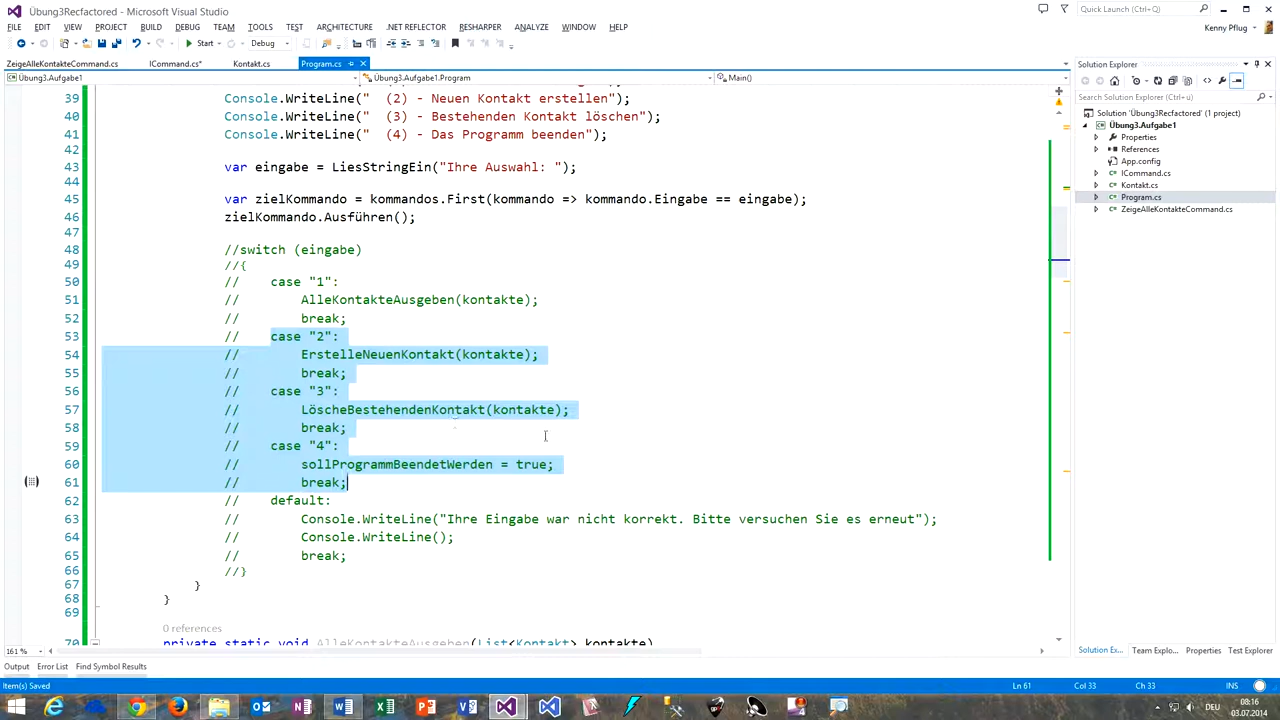 Übung3Recfactored - Microsoft Visual Studio
Quick Launch (Ctrl+Q)
FILE EDIT VIEW PROJECT BUILD DEBUG TEAM TOOLS TEST ARCHITECTURE .NET REFLECTOR RESHARPER ANALYZE WINDOW HELP
Kenny Pflug
Start Debug
ZeigeAlleKontakteCommand.cs ICommand.cs* Kontakt.cs Program.cs
Solution Explorer
Übung3.Aufgabe1 Übung3.Aufgabe1.Program Main()
Search Solution Explorer (Ctrl+ü)
39 Console.WriteLine("  (2) - Neuen Kontakt erstellen");
40 Console.WriteLine("  (3) - Bestehenden Kontakt löschen");
41 Console.WriteLine("  (4) - Das Programm beenden");
42
43 var eingabe = LiesStringEin("Ihre Auswahl: ");
44
45 var zielKommando = kommandos.First(kommando => kommando.Eingabe == eingabe);
46 zielKommando.Ausführen();
47
48 //switch (eingabe)
49 //{
50 //    case "1":
51 //        AlleKontakteAusgeben(kontakte);
52 //        break;
53 //    case "2":
54 //        ErstelleNeuenKontakt(kontakte);
55 //        break;
56 //    case "3":
57 //        LöscheBestehendenKontakt(kontakte);
58 //        break;
59 //    case "4":
60 //        sollProgrammBeendetWerden = true;
61 //        break;
62 //    default:
63 //        Console.WriteLine("Ihre Eingabe war nicht korrekt. Bitte versuchen Sie es erneut");
64 //        Console.WriteLine();
65 //        break;
66 //}
67 }
68 }
69
0 references
70 private static void AlleKontakteAusgeben(List<Kontakt> kontakte)
Solution 'Übung3Recfactored' (1 project)
Übung3.Aufgabe1
Properties
References
App.config
ICommand.cs
Kontakt.cs
Program.cs
ZeigeAlleKontakteCommand.cs
161 %
Solution Ex... Team Explo... Properties Test Explorer
Output Error List Find Symbol Results
Item(s) Saved Ln 61 Col 33 Ch 33 INS
DEU 08:16
03.07.2014